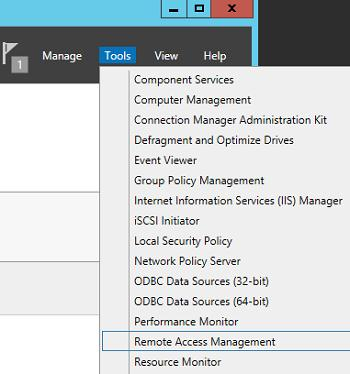 1
Manage
Tools
View
Help
Component Services
Computer Management
Connection Manager Administration Kit
Defragment and Optimize Drives
Event Viewer
Group Policy Management
Internet Information Services (IIS) Manager
iSCSI Initiator
Local Security Policy
Network Policy Server
ODBC Data Sources (32-bit)
ODBC Data Sources (64-bit)
Performance Monitor
Remote Access Management
Resource Monitor